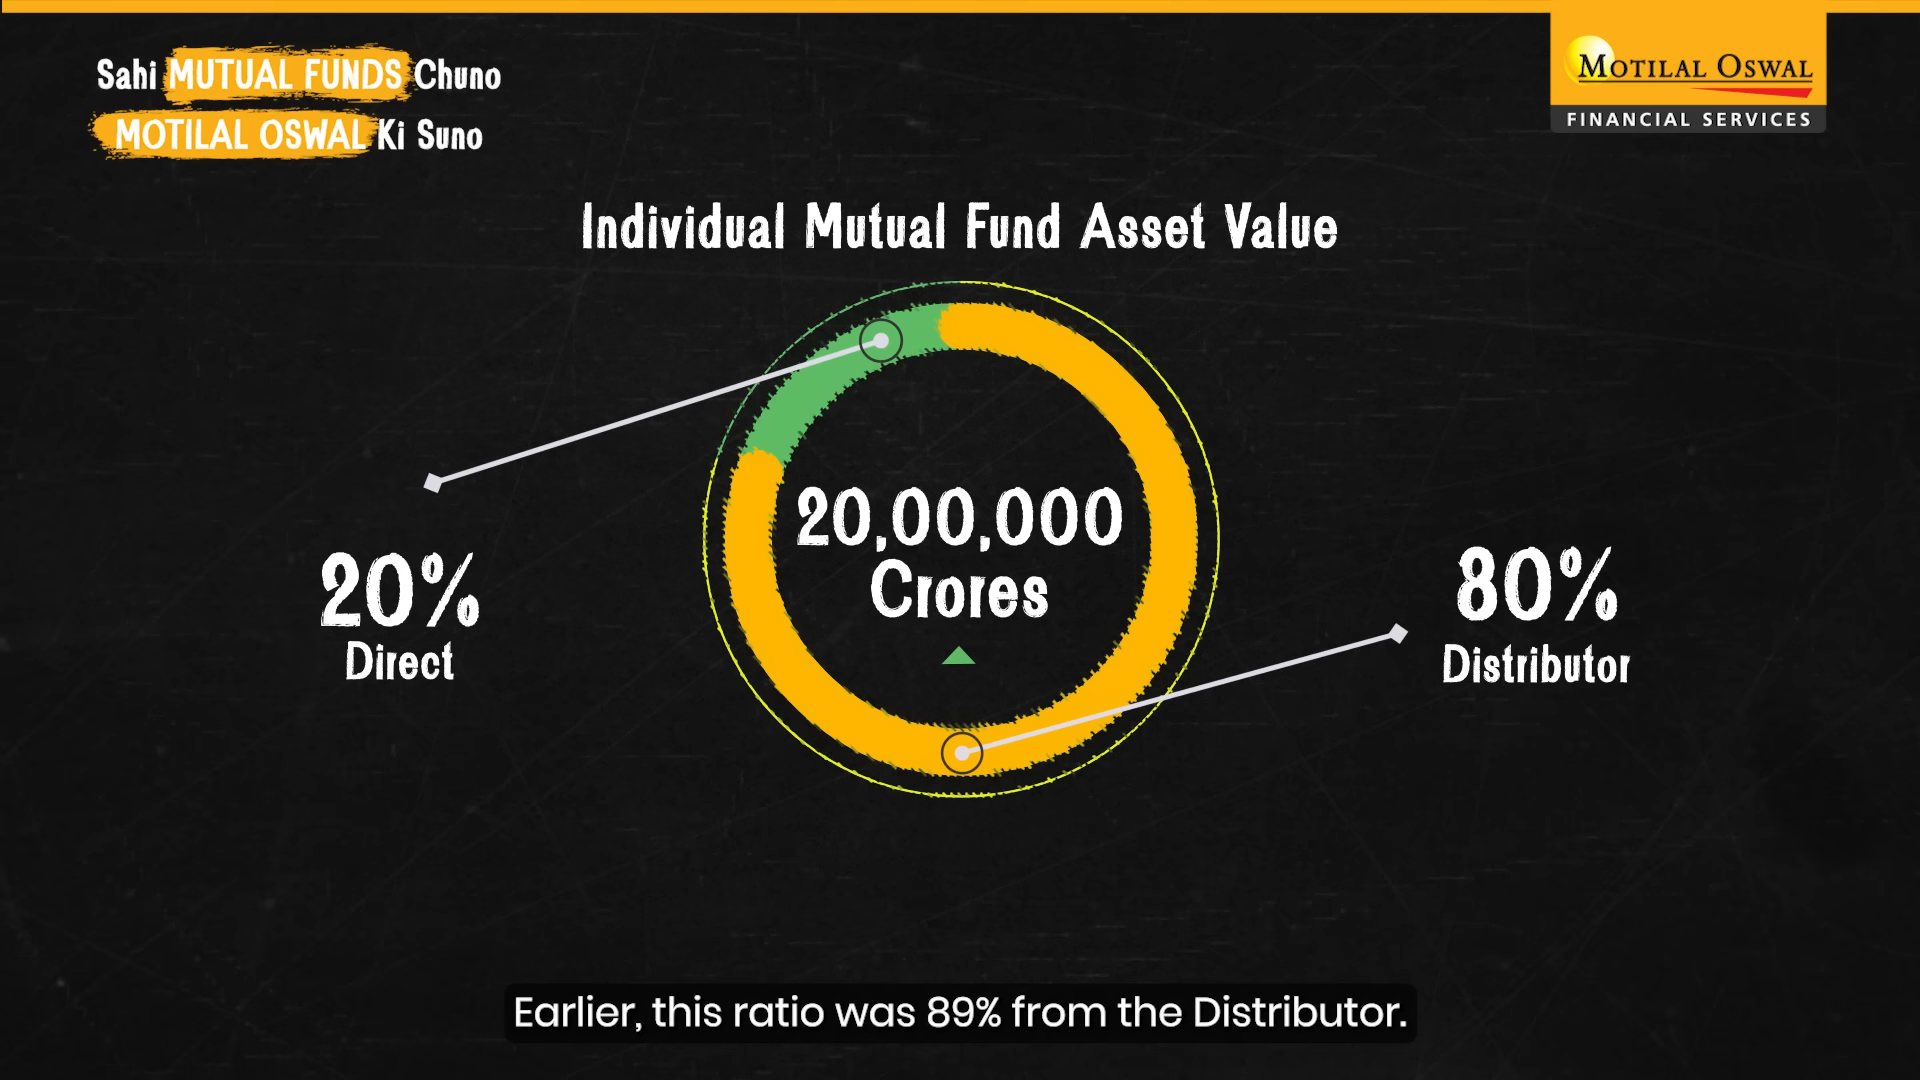 Sahi MUTUAL FUNDS Chuno
MOTILAL OSWAL Ki Suno
MOTILAL OSWAL
FINANCIAL SERVICES
Individual Mutual Fund Asset Value
20,00,000
Crores
20%
Direct
80%
Distributor
Earlier, this ratio was 89% from the Distributor.